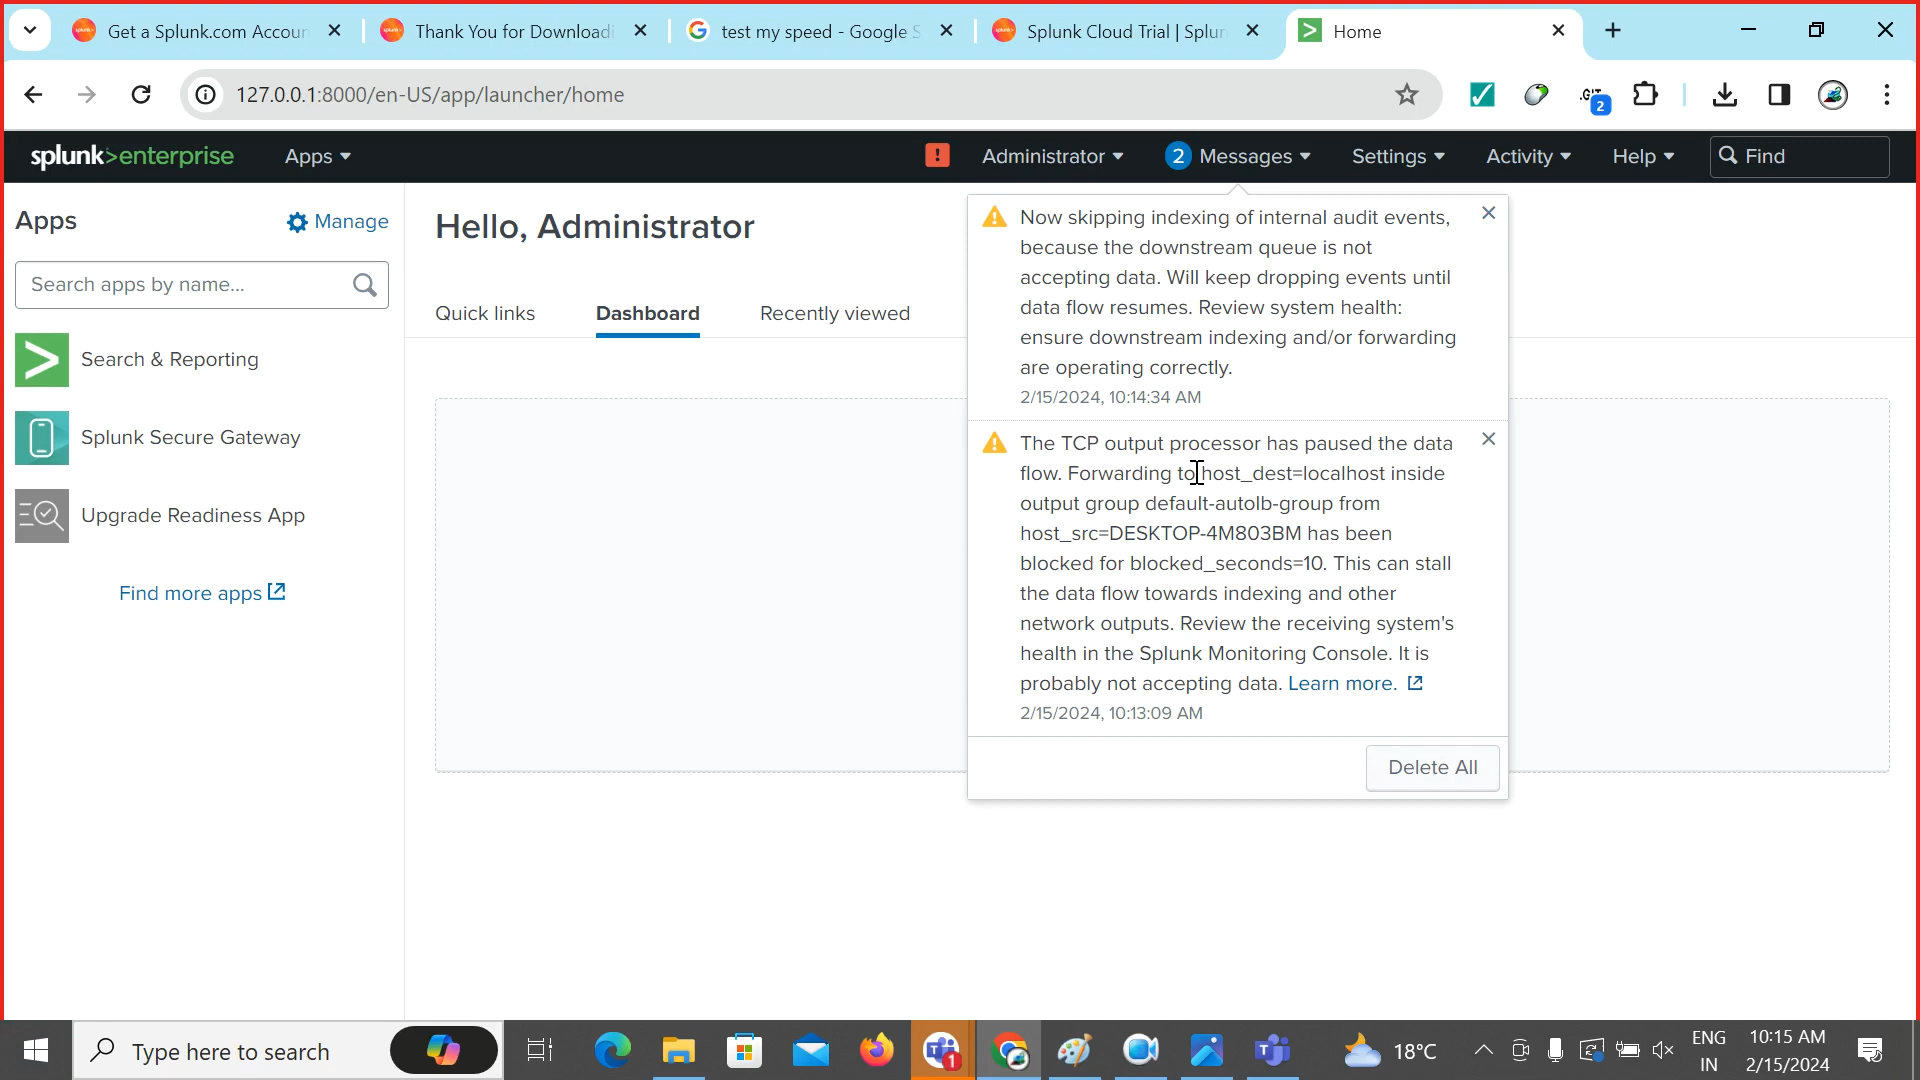 Get a Splunk.com Accoun
Thank You for Downloadi
test my speed - Google S
Splunk Cloud Trial | Splun
Home
127.0.0.1:8000/en-US/app/launcher/home
.GIT
2
splunk>enterprise
Apps
!
Administrator
2
Messages
Settings
Activity
Help
Find
Apps
Manage
Search apps by name...
Search & Reporting
Splunk Secure Gateway
Upgrade Readiness App
Find more apps
Hello, Administrator
Quick links
Dashboard
Recently viewed
Now skipping indexing of internal audit events,
because the downstream queue is not
accepting data. Will keep dropping events until
data flow resumes. Review system health:
ensure downstream indexing and/or forwarding
are operating correctly.
2/15/2024, 10:14:34 AM
The TCP output processor has paused the data
flow. Forwarding to host_dest=localhost inside
output group default-autolb-group from
host_src=DESKTOP-4M803BM has been
blocked for blocked_seconds=10. This can stall
the data flow towards indexing and other
network outputs. Review the receiving system's
health in the Splunk Monitoring Console. It is
probably not accepting data. Learn more.
2/15/2024, 10:13:09 AM
Delete All
Type here to search
1
18°C
ENG
IN
10:15 AM
2/15/2024